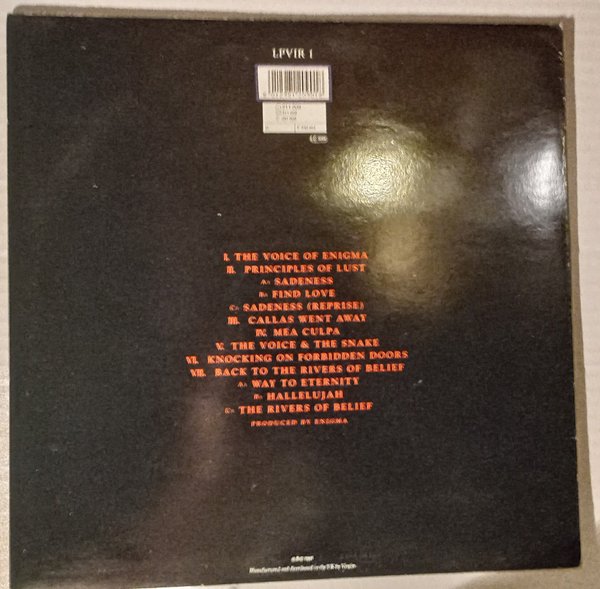 LPVIR 1
I. THE VOICE OF ENIGMA
II. PRINCIPLES OF LUST
A: SADENESS
B: FIND LOVE
C: SADENESS (REPRISE)
III. CALLAS WENT AWAY
IV. MEA CULPA
V. THE VOICE & THE SNAKE
VI. KNOCKING ON FORBIDDEN DOORS
VII. BACK TO THE RIVERS OF BELIEF
A: WAY TO ETERNITY
B: HALLELUJAH
C: THE RIVERS OF BELIEF
PRODUCED BY ENIGMA
Manufactured and distributed in the UK by Virgin